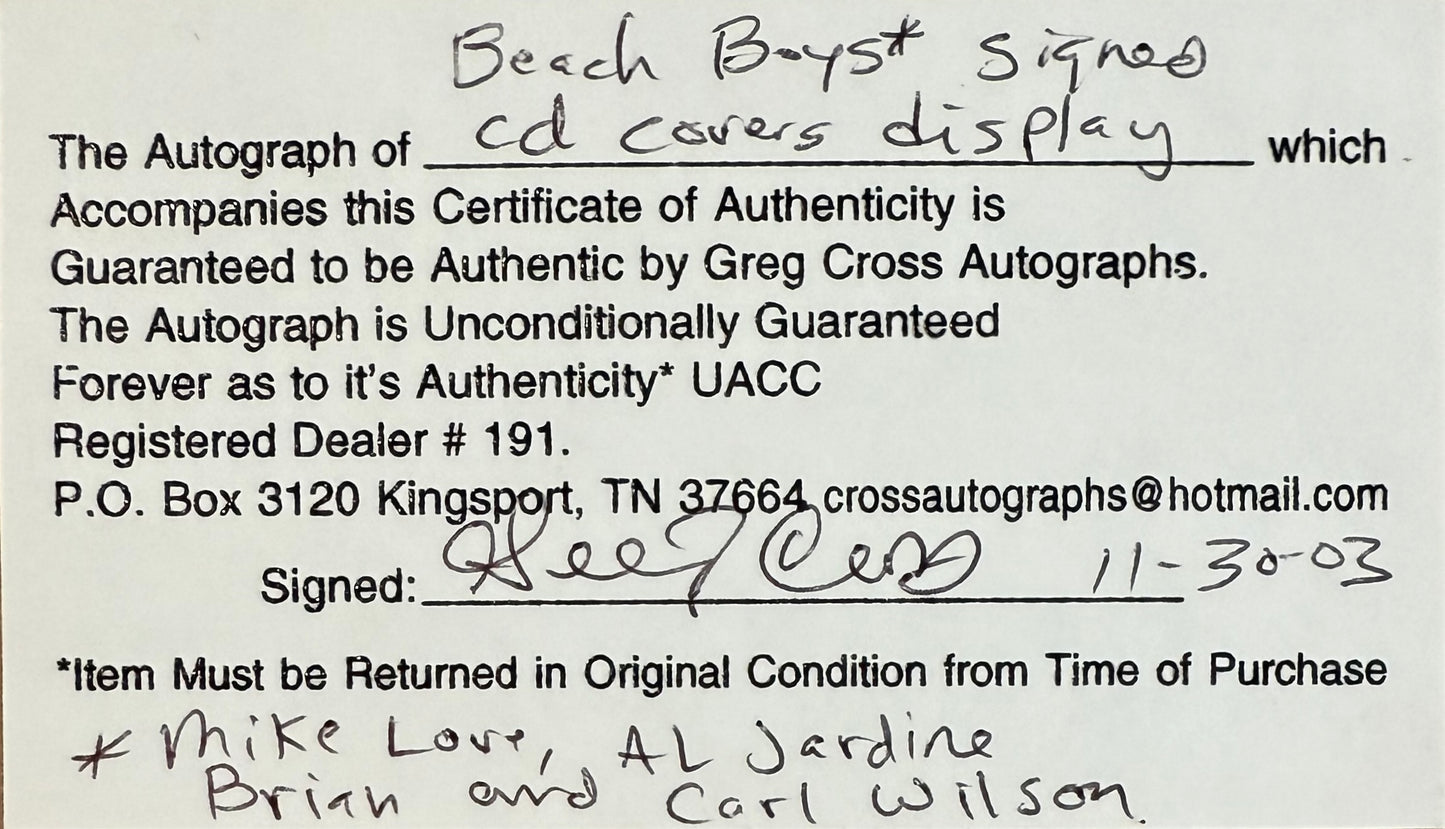 Beach Boys* signed
The Autograph of cd covers display which
Accompanies this Certificate of Authenticity is
Guaranteed to be Authentic by Greg Cross Autographs.
The Autograph is Unconditionally Guaranteed
Forever as to it's Authenticity* UACC
Registered Dealer # 191.
P.O. Box 3120 Kingsport, TN 37664 crossautographs@hotmail.com
Signed: Greg Cross 11-30-03
*Item Must be Returned in Original Condition from Time of Purchase
* Mike Love, AL Jardine
Brian and Carl Wilson.